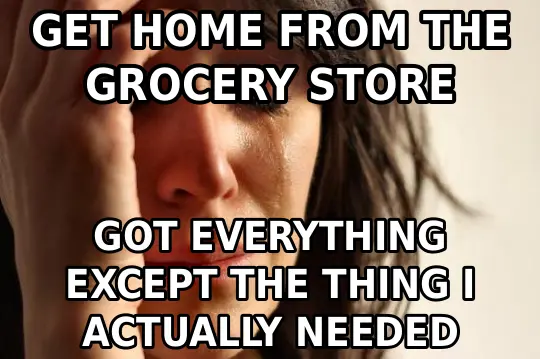 GET HOME FROM THE
GROCERY STORE
GOT EVERYTHING
EXCEPT THE THING I
ACTUALLY NEEDED